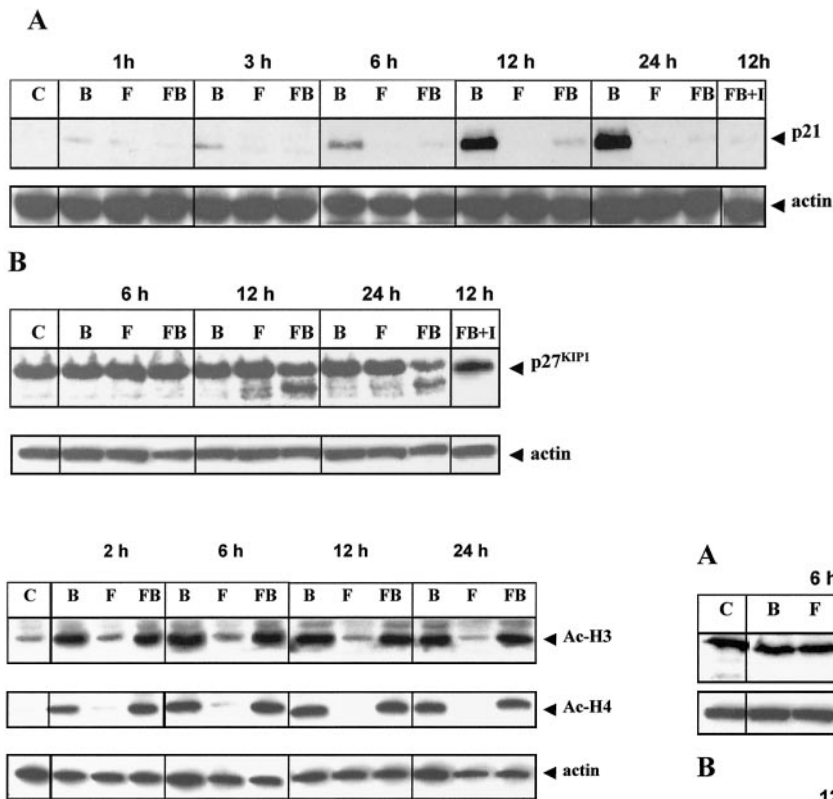 A
1h 3 h 6 h 12 h 24 h 12h
C B F FB B F FB B F FB B F FB B F FB FB+I
p21
actin
B
6 h 12 h 24 h 12 h
C B F FB B F FB B F FB FB+I
p27KIP1
actin
2 h 6 h 12 h 24 h
C B F FB B F FB B F FB B F FB
Ac-H3
Ac-H4
actin
A
6 h
C B F
B